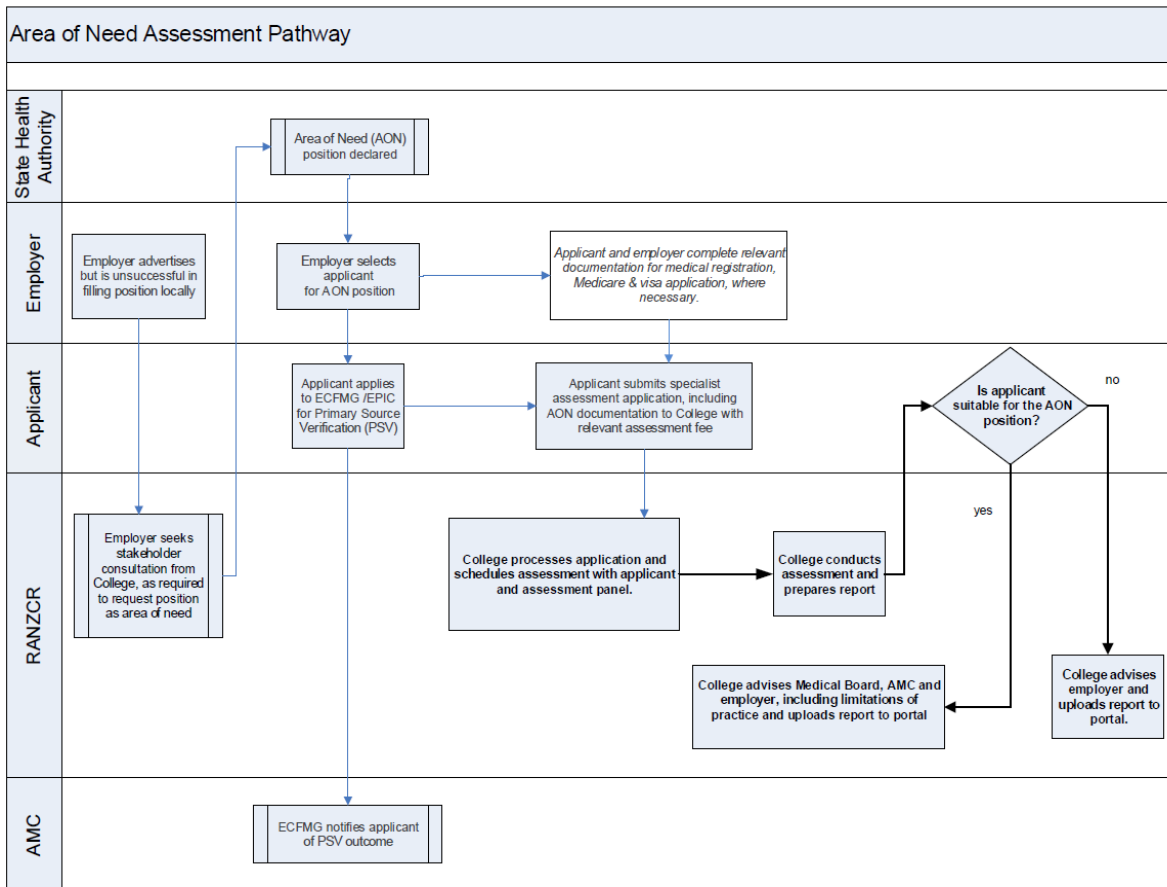 Area of Need Assessment Pathway
State Health
Authority
Area of Need (AON)
position declared
Employer
Employer advertises
but is unsuccessful in
filling position locally
Employer selects
applicant
for AON position
Applicant and employer complete relevant
documentation for medical registration,
Medicare & visa application, where
necessary.
Applicant
Applicant applies
to ECFMG /EPIC
for Primary Source
Verification (PSV)
Applicant submits specialist
assessment application, including
AON documentation to College with
relevant assessment fee
Is applicant
suitable for the AON
position?
no
yes
RANZCR
Employer seeks
stakeholder
consultation from
College, as required
to request position
as area of need
College processes application and
schedules assessment with applicant
and assessment panel.
College conducts
assessment and
prepares report
College advises Medical Board, AMC and
employer, including limitations of
practice and uploads report to portal
College advises
employer and
uploads report to
portal.
AMC
ECFMG notifies applicant
of PSV outcome